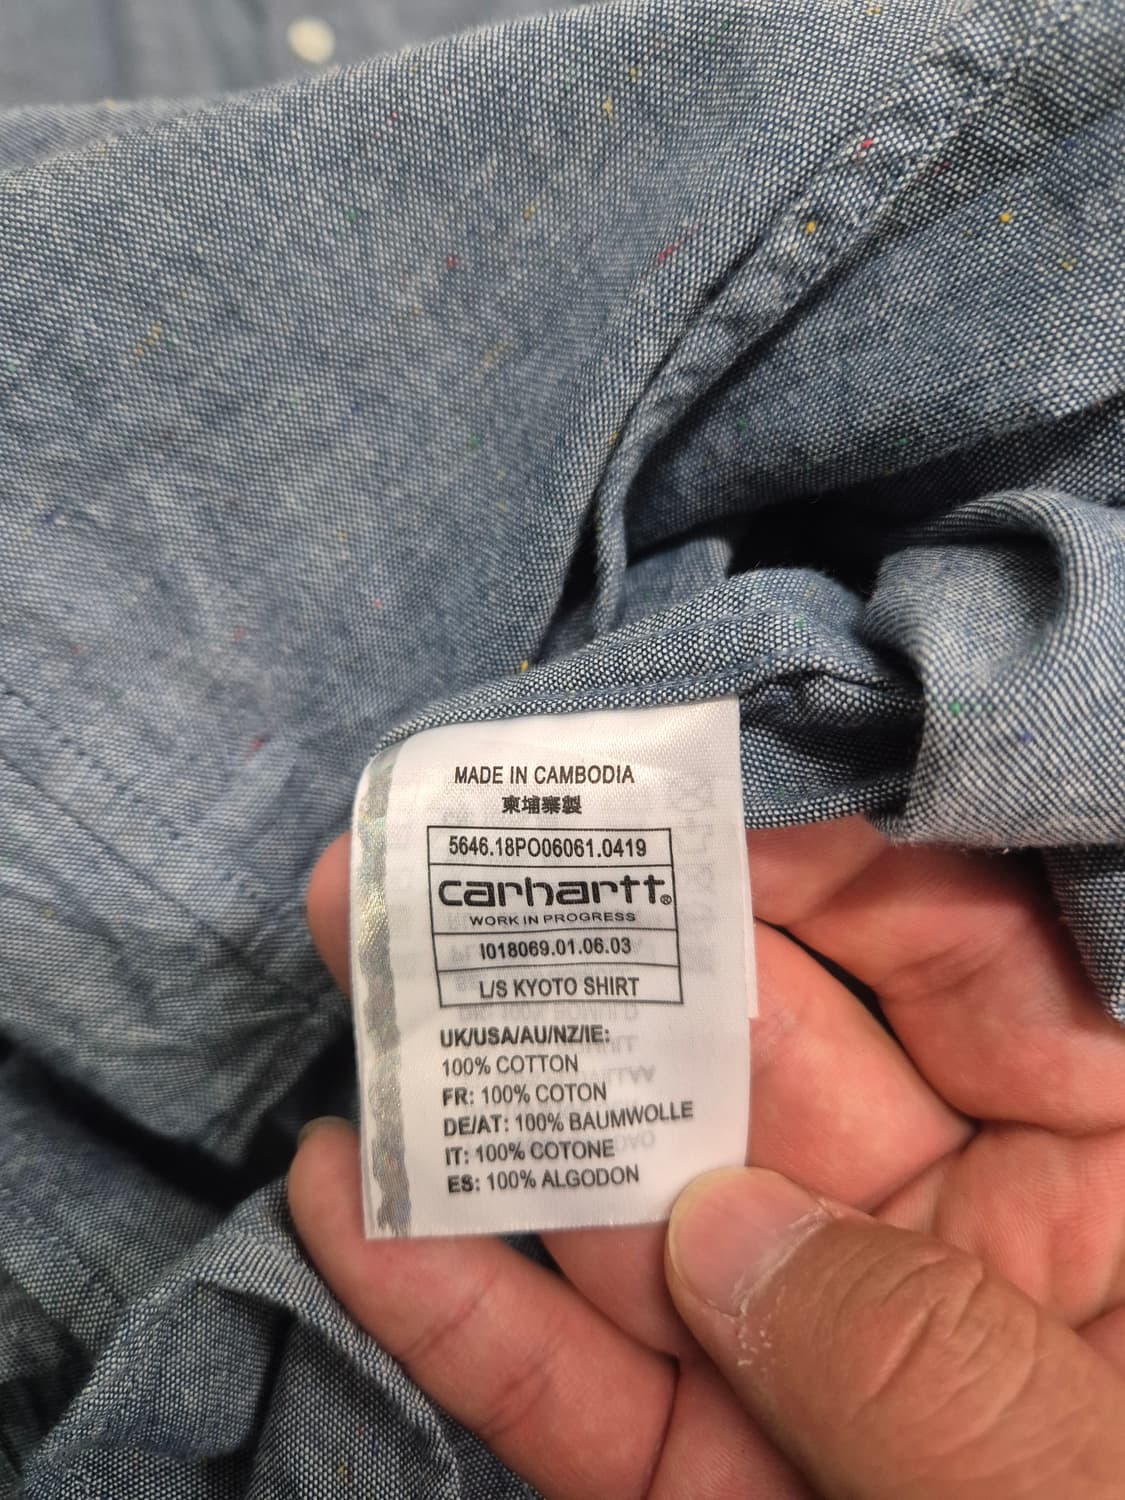 MADE IN CAMBODIA
柬埔寨製
5646.18PO06061.0419
carhartt®
WORK IN PROGRESS
I018069.01.06.03
L/S KYOTO SHIRT
UK/USA/AU/NZ/IE:
100% COTTON
FR: 100% COTON
DE/AT: 100% BAUMWOLLE
IT: 100% COTONE
ES: 100% ALGODON